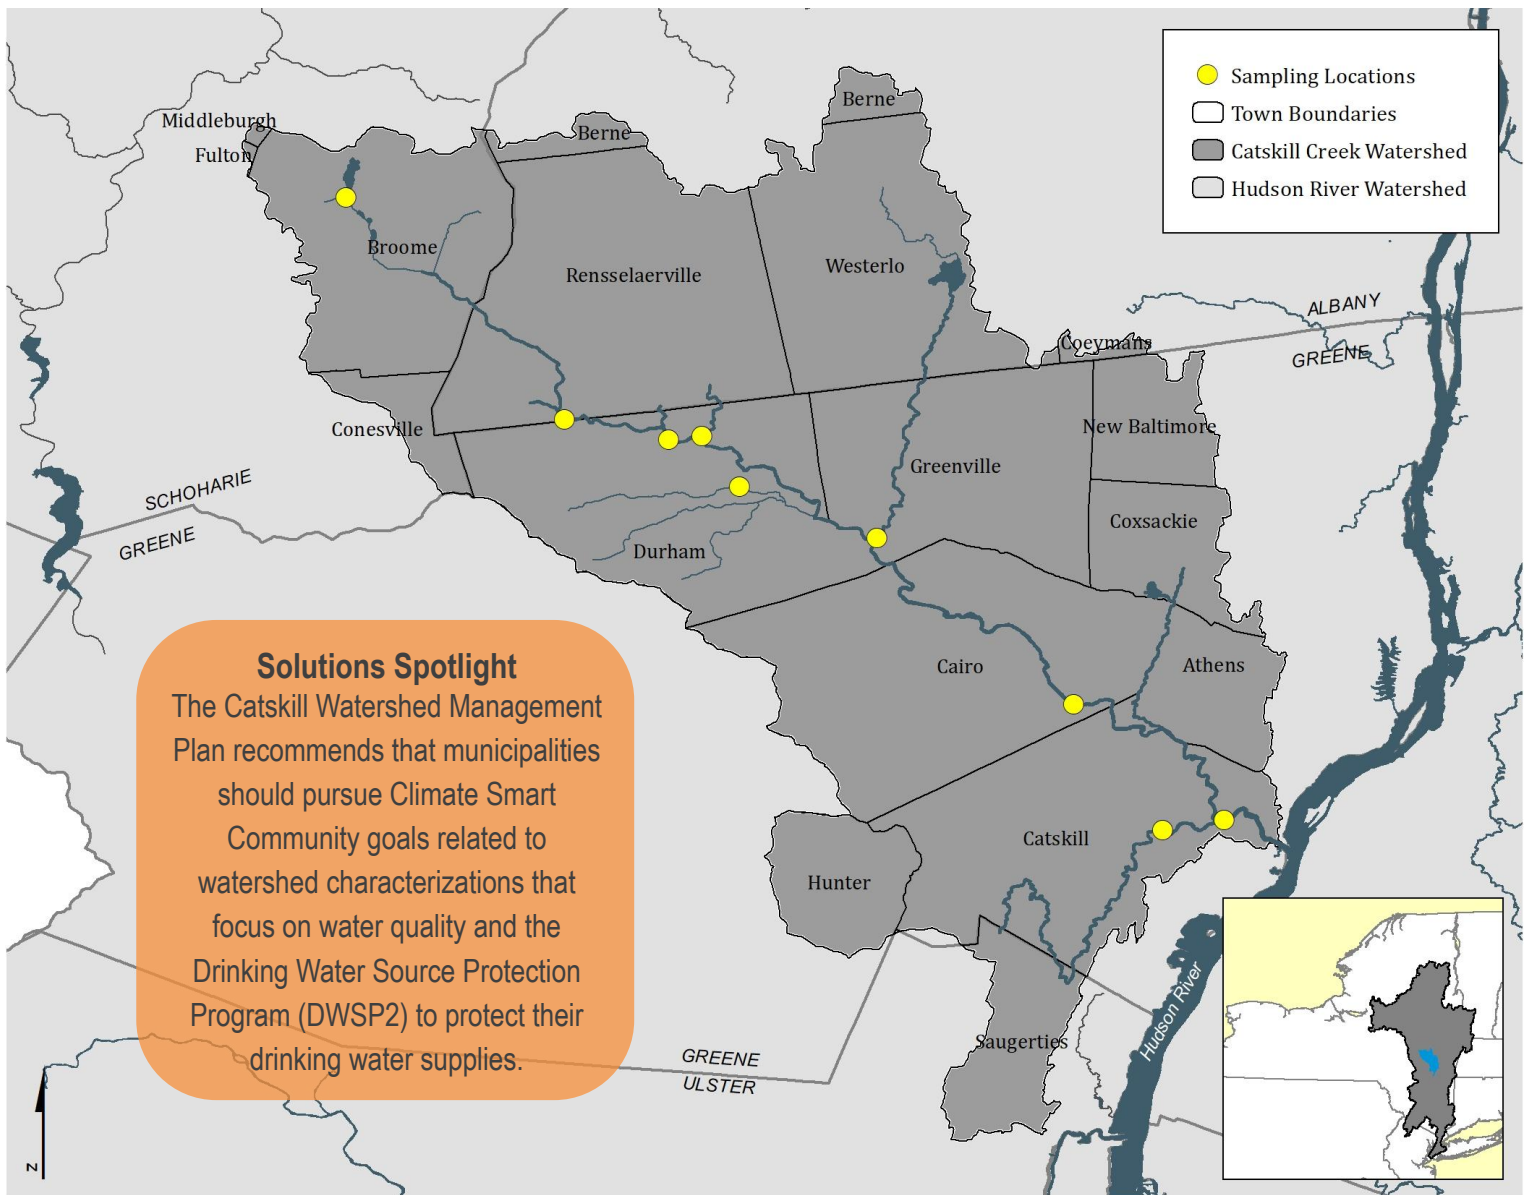 Sampling Locations
Town Boundaries
Catskill Creek Watershed
Hudson River Watershed
Berne
Middleburgh
Berne
Fulton
Broome
Rensselaerville
Westerlo
ALBANY
GREENE
Coeymans
Conesville
New Baltimore
Greenville
SCHOHARIE
GREENE
Coxsackie
Durham
Cairo
Athens
Solutions Spotlight
The Catskill Watershed Management
Plan recommends that municipalities
should pursue Climate Smart
Community goals related to
watershed characterizations that
focus on water quality and the
Drinking Water Source Protection
Program (DWSP2) to protect their
drinking water supplies.
Catskill
Hunter
Hudson River
Saugerties
GREENE
ULSTER
N